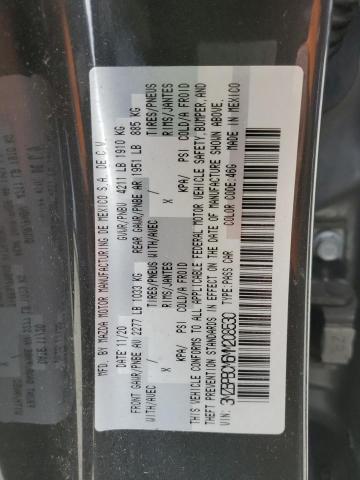 MFD. BY MAZDA MOTOR MANUFACTURING DE MEXICO S.A. DE C.V.
11/20 GVWR/PNBV 4211 LB 1910 KG
FRONT GAWR/PNBE AV 2277 LB 1033 KG REAR GAWR/PNBE AR 1951 LB 885 KG
WITH/AVEC / TIRES/PNEUS WITH/AVEC / TIRES/PNEUS
X RIMS/JANTES X RIMS/JANTES
KPA/ PSI COLD/A FROID KPA/ PSI COLD/A FROID
THIS VEHICLE CONFORMS TO ALL APPLICABLE FEDERAL MOTOR VEHICLE SAFETY, BUMPER, AND
THEFT PREVENTION STANDARDS IN EFFECT ON THE DATE OF MANUFACTURE SHOWN ABOVE.
VIN: 3MZBPBCM9MM208630 COLOR CODE: 46G MADE IN MEXICO
TYPE: PASS CAR